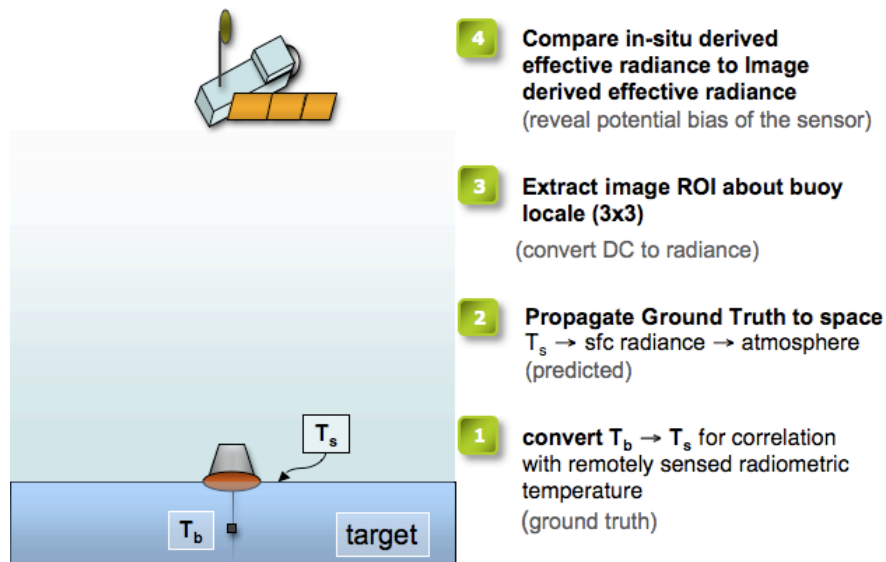 4
Compare in-situ derived
effective radiance to Image
derived effective radiance
(reveal potential bias of the sensor)
3
Extract image ROI about buoy
locale (3x3)
(convert DC to radiance)
2
Propagate Ground Truth to space
Ts → sfc radiance → atmosphere
(predicted)
1
convert Tb → Ts for correlation
with remotely sensed radiometric
temperature
(ground truth)
Ts
Tb
target